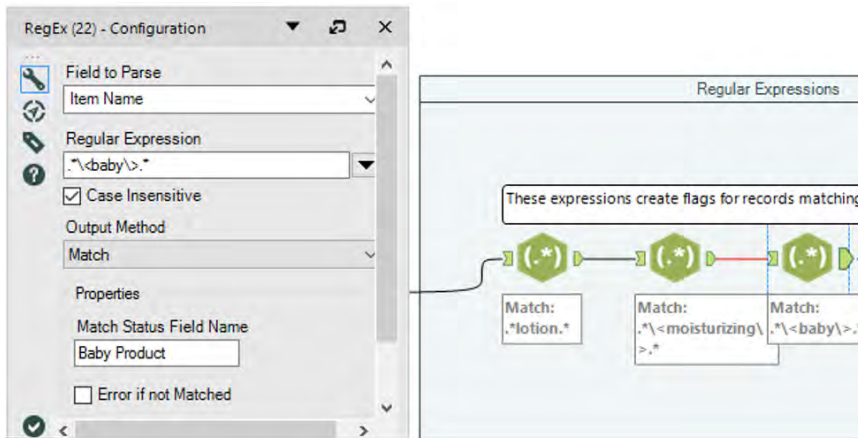 RegEx (22) - Configuration
Field to Parse
Item Name
Regular Expression
.*\<baby\>.*
Case Insensitive
Output Method
Match
Properties
Match Status Field Name
Baby Product
Error if not Matched
Regular Expressions
These expressions create flags for records matching
(.*)
(.*)
(.*)
Match:
.*lotion.*
Match:
.*\<moisturizing\
>.*
Match:
.*\<baby\>.*